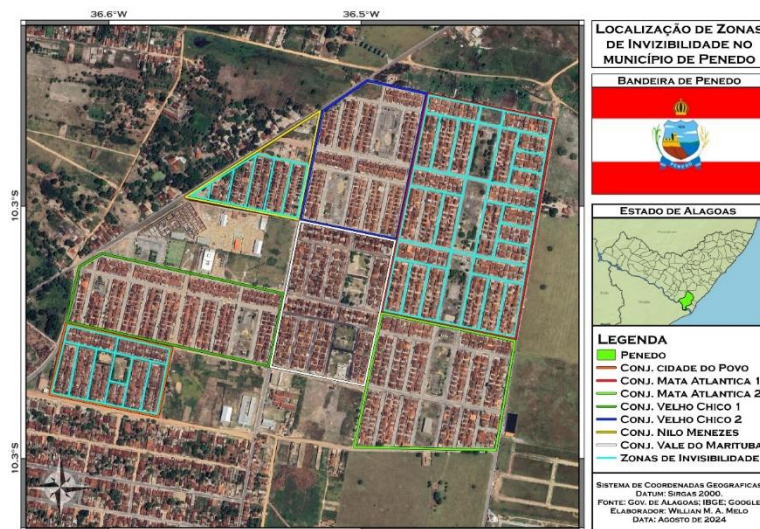 36.6°W
36.5°W
10.3°S
10.3°S
LOCALIZAÇÃO DE ZONAS
DE INVIZIBILIDADE NO
MUNICÍPIO DE PENEDO
BANDEIRA DE PENEDO
PENEDO
ESTADO DE ALAGOAS
LEGENDA
PENEDO
CONJ. CIDADE DO POVO
CONJ. MATA ATLANTICA 1
CONJ. MATA ATLANTICA 2
CONJ. VELHO CHICO 1
CONJ. VELHO CHICO 2
CONJ. NILO MENEZES
CONJ. VALE DO MARITUBA
ZONAS DE INVISIBILIDADE
SISTEMA DE COORDENADAS GEOGRAFICAS
DATUM: SIRGAS 2000.
FONTE: GOV. DE ALAGOAS; IBGE; GOOGLE
ELABORADOR: WILLIAN M. A. MELO
DATA: AGOSTO DE 2024